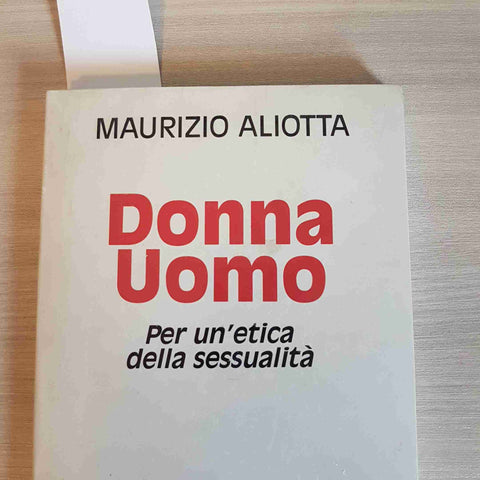 MAURIZIO ALIOTTA
Donna
Uomo
Per un'etica
della sessualità